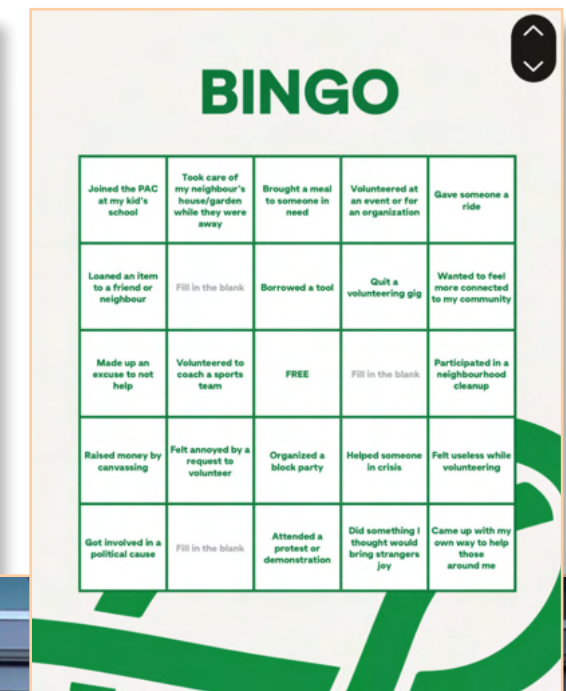 BINGO
Joined the PAC
at my kid's
school
Took care of
my neighbour's
house/garden
while they were
away
Brought a meal
to someone in
need
Volunteered at
an event or for
an organization
Gave someone a
ride
Loaned an item
to a friend or
neighbour
Fill in the blank
Borrowed a tool
Quit a
volunteering gig
Wanted to feel
more connected
to my community
Made up an
excuse to not
help
Volunteered to
coach a sports
team
FREE
Fill in the blank
Participated in a
neighbourhood
cleanup
Raised money by
canvassing
Felt annoyed by a
request to
volunteer
Organized a
block party
Helped someone
in crisis
Felt useless while
volunteering
Got involved in a
political cause
Fill in the blank
Attended a
protest or
demonstration
Did something I
thought would
bring strangers
joy
Came up with my
own way to help
those
around me